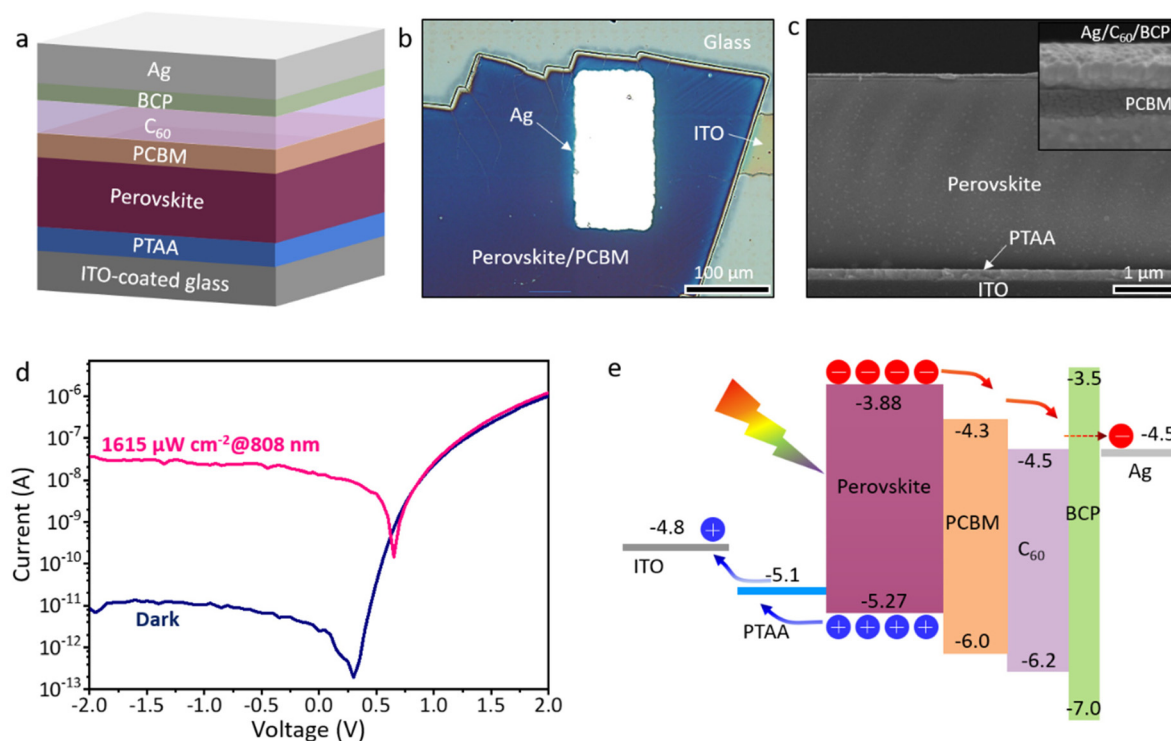 a
Ag
BCP
C₆₀
PCBM
Perovskite
PTAA
ITO-coated glass
b
Glass
Ag
ITO
Perovskite/PCBM
100 µm
c
Ag/C₆₀/BCP
PCBM
Perovskite
PTAA
ITO
1 µm
d
Current (A)
10⁻⁶
10⁻⁷
10⁻⁸
10⁻⁹
10⁻¹⁰
10⁻¹¹
10⁻¹²
10⁻¹³
1615 µW cm⁻²@808 nm
Dark
-2.0 -1.5 -1.0 -0.5 0.0 0.5 1.0 1.5 2.0
Voltage (V)
e
-3.88
-3.5
-4.3
-4.5
-4.5
Ag
Perovskite
PCBM
BCP
C₆₀
-4.8
ITO
-5.1
PTAA
-5.27
-6.0
-6.2
-7.0